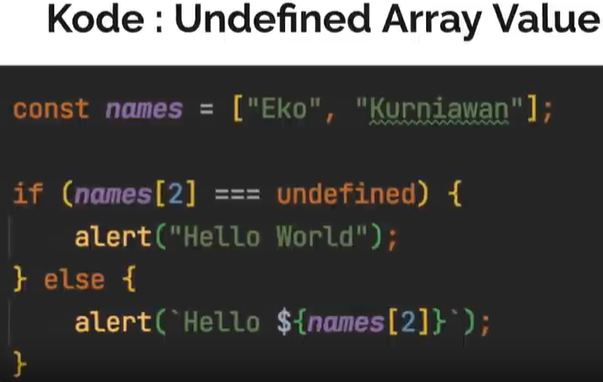 Kode : Undefined Array Value
const names = ["Eko", "Kurniawan"];
if (names[2] === undefined) {
alert("Hello World");
} else {
alert(`Hello ${names[2]}`);
}